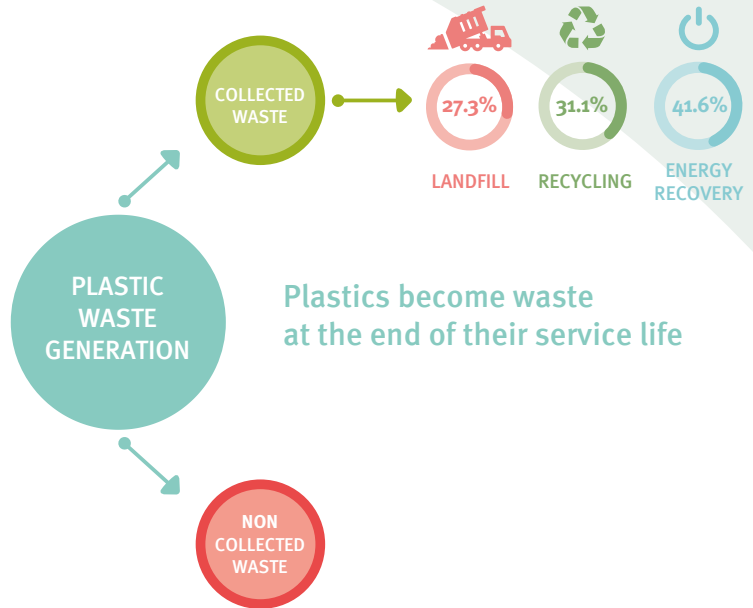 COLLECTED
WASTE
27.3%
31.1%
41.6%
LANDFILL
RECYCLING
ENERGY
RECOVERY
PLASTIC
WASTE
GENERATION
Plastics become waste
at the end of their service life
NON
COLLECTED
WASTE